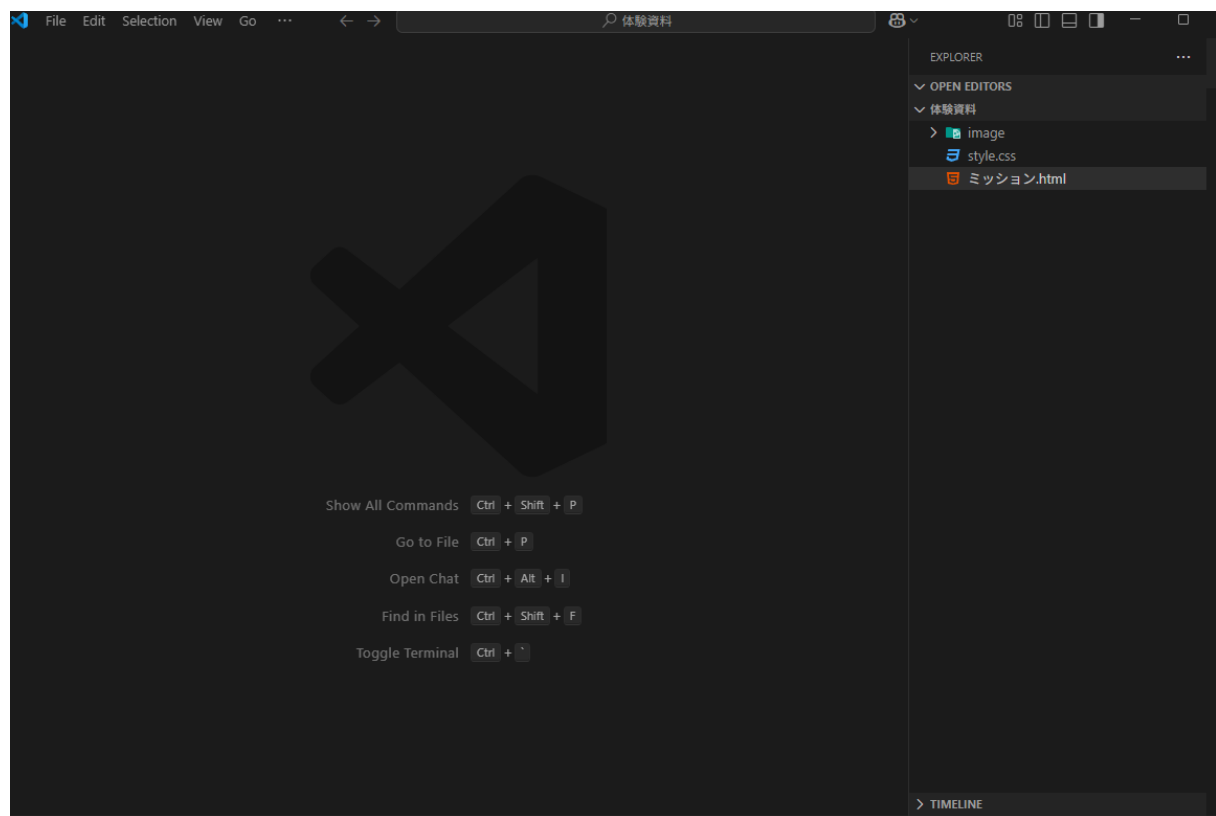 File Edit Selection View Go ··· 体験資料
EXPLORER ···
OPEN EDITORS
体験資料
image
style.css
ミッション.html
Show All Commands Ctrl + Shift + P
Go to File Ctrl + P
Open Chat Ctrl + Alt + I
Find in Files Ctrl + Shift + F
Toggle Terminal Ctrl + `
TIMELINE